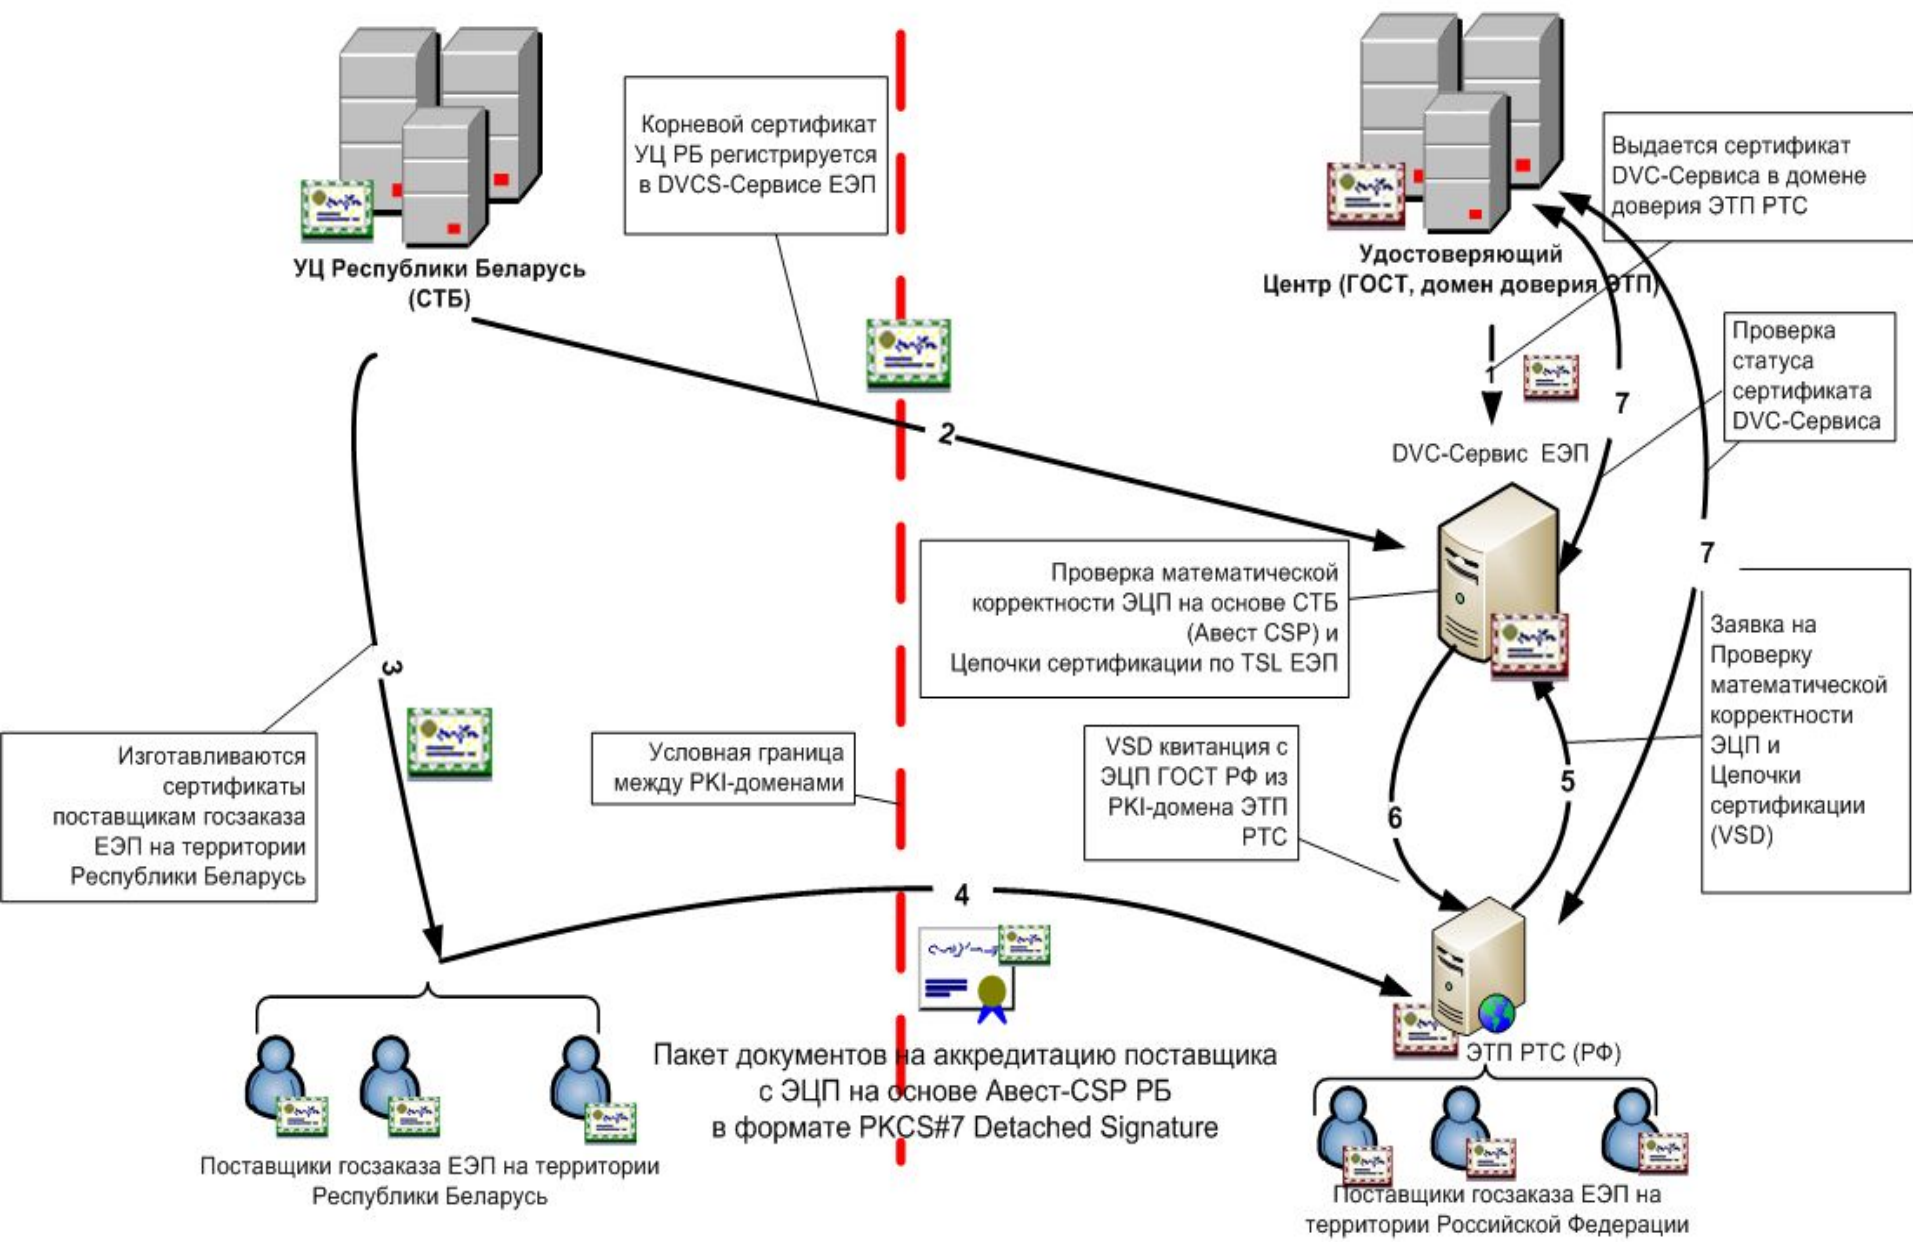 Корневой сертификат
УЦ РБ регистрируется
в DVCS-Сервисе ЕЭП
Выдается сертификат
DVC-Сервиса в домене
доверия ЭТП РТС
УЦ Республики Беларусь
(СТБ)
Удостоверяющий
Центр (ГОСТ, домен доверия ЭТП)
Проверка
статуса
сертификата
DVC-Сервиса
1
7
2
DVC-Сервис ЕЭП
7
Проверка математической
корректности ЭЦП на основе СТБ
(Авест CSP) и
Цепочки сертификации по TSL ЕЭП
Заявка на
Проверку
математической
корректности
ЭЦП и
Цепочки
сертификации
(VSD)
3
Изготавливаются
сертификаты
поставщикам госзаказа
ЕЭП на территории
Республики Беларусь
Условная граница
между PKI-доменами
VSD квитанция с
ЭЦП ГОСТ РФ из
PKI-домена ЭТП
РТС
6
5
4
Пакет документов на аккредитацию поставщика
с ЭЦП на основе Авест-CSP РБ
в формате PKCS#7 Detached Signature
ЭТП РТС (РФ)
Поставщики госзаказа ЕЭП на территории
Республики Беларусь
Поставщики госзаказа ЕЭП на
территории Российской Федерации